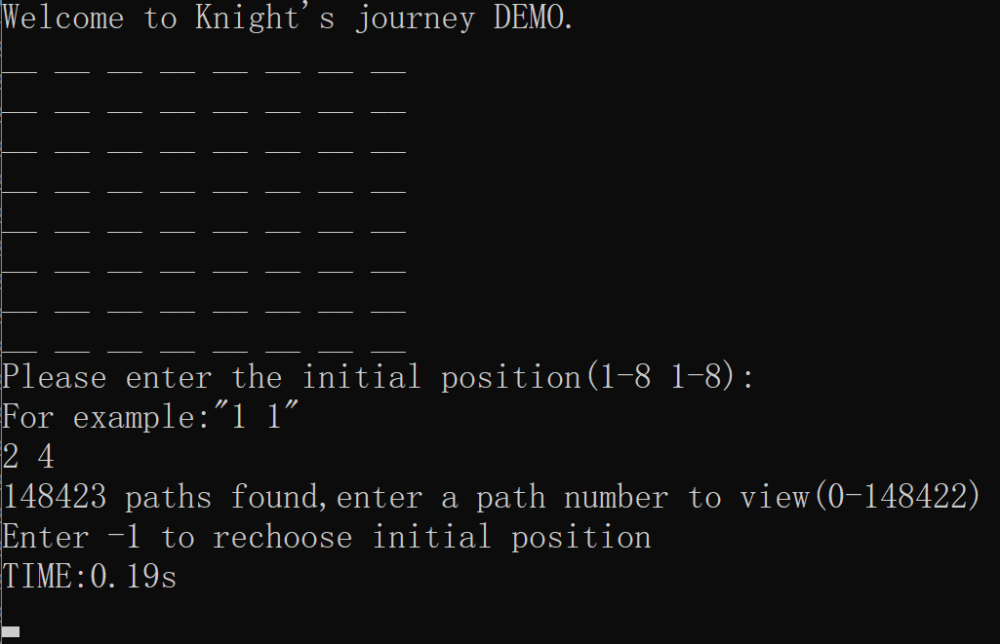 Welcome to Knight's journey DEMO.
__ __ __ __ __ __ __ __
__ __ __ __ __ __ __ __
__ __ __ __ __ __ __ __
__ __ __ __ __ __ __ __
__ __ __ __ __ __ __ __
__ __ __ __ __ __ __ __
__ __ __ __ __ __ __ __
__ __ __ __ __ __ __ __
Please enter the initial position(1-8 1-8):
For example:"1 1"
2 4
148423 paths found,enter a path number to view(0-148422)
Enter -1 to rechoose initial position
TIME:0.19s